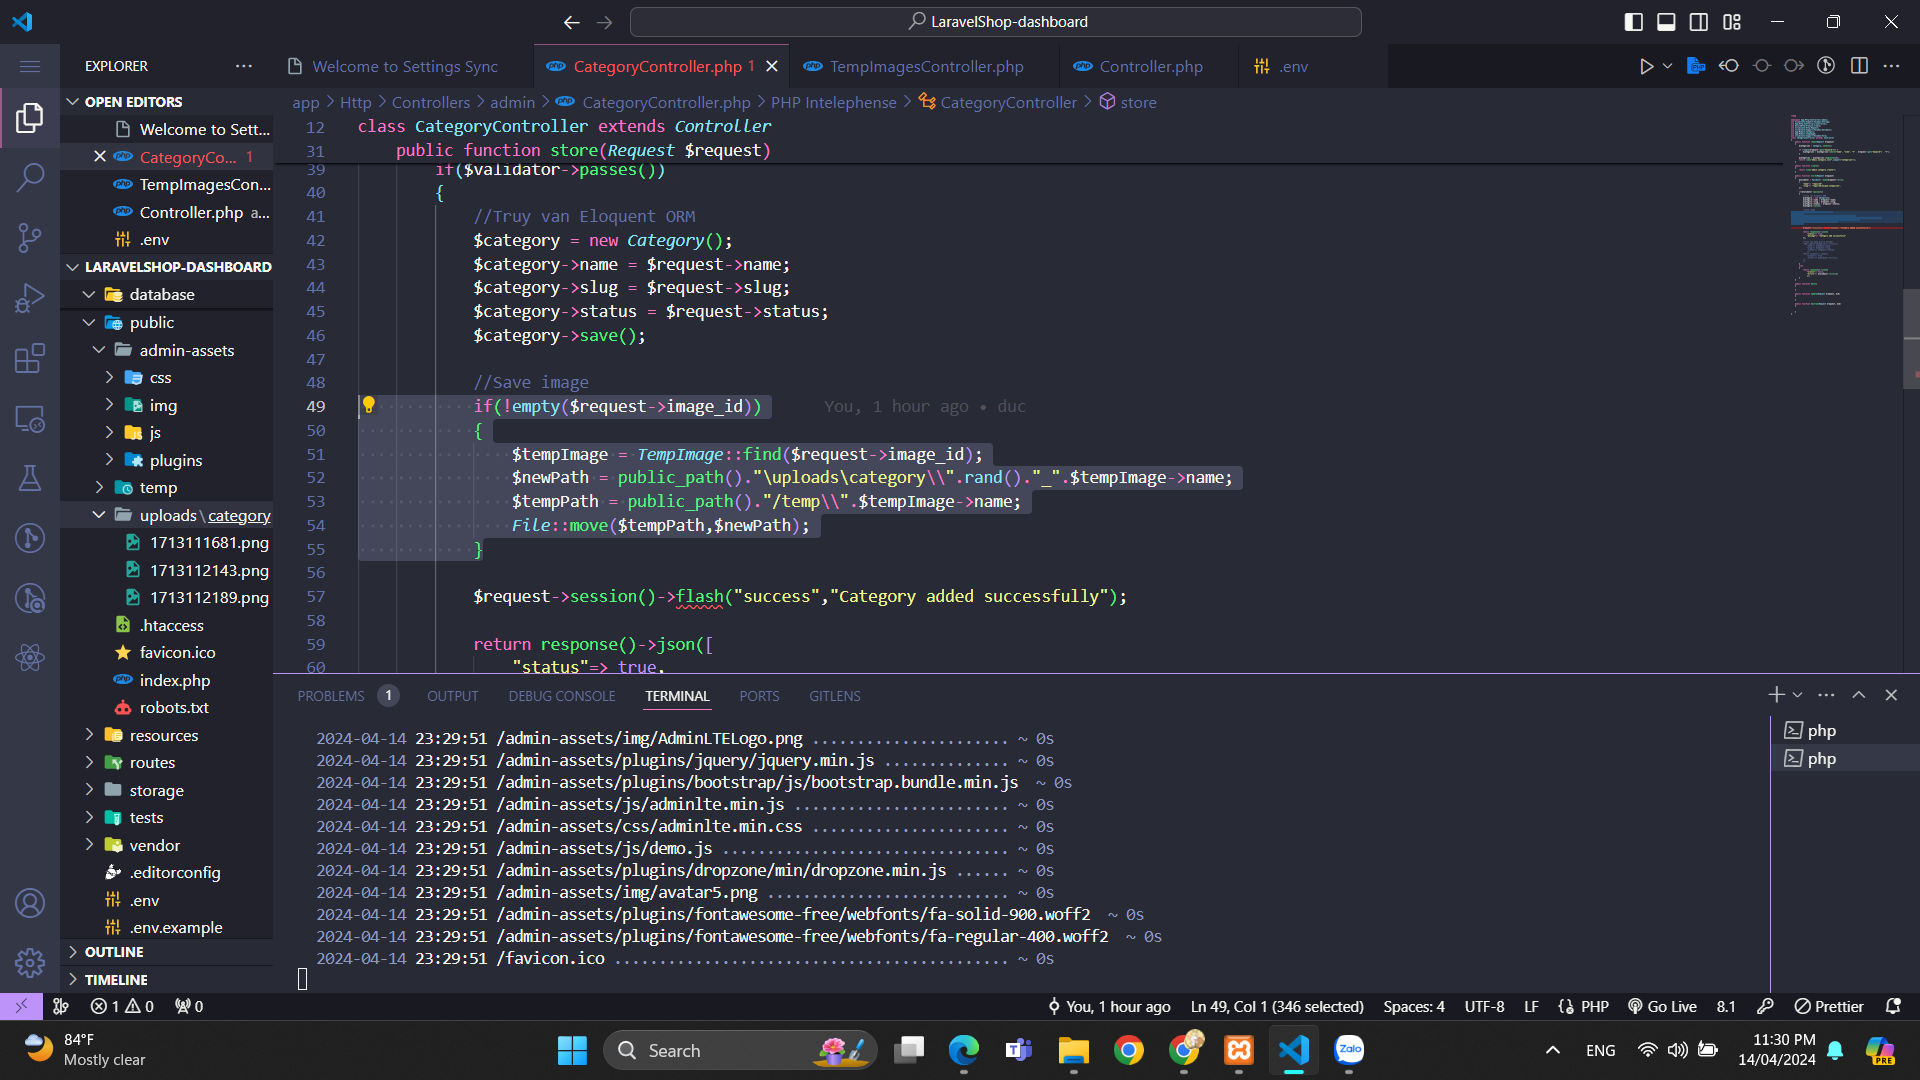 LaravelShop-dashboard
EXPLORER
Welcome to Settings Sync
CategoryController.php 1
TempImagesController.php
Controller.php
.env
OPEN EDITORS
Welcome to Sett...
CategoryCo... 1
TempImagesCon...
Controller.php a...
.env
LARAVELSHOP-DASHBOARD
database
public
admin-assets
css
img
js
plugins
temp
uploads\category
1713111681.png
1713112143.png
1713112189.png
.htaccess
favicon.ico
index.php
robots.txt
resources
routes
storage
tests
vendor
.editorconfig
.env
.env.example
OUTLINE
TIMELINE
app > Http > Controllers > admin > CategoryController.php > PHP Intelephense > CategoryController > store
12 class CategoryController extends Controller
31 public function store(Request $request)
39 if($validator->passes())
40 {
41 //Truy van Eloquent ORM
42 $category = new Category();
43 $category->name = $request->name;
44 $category->slug = $request->slug;
45 $category->status = $request->status;
46 $category->save();
47
48 //Save image
49 if(!empty($request->image_id)) You, 1 hour ago • duc
50 {
51 $tempImage = TempImage::find($request->image_id);
52 $newPath = public_path()."\uploads\category\\".rand()."_".$tempImage->name;
53 $tempPath = public_path()."/temp\\".$tempImage->name;
54 File::move($tempPath,$newPath);
55 }
56
57 $request->session()->flash("success","Category added successfully");
58
59 return response()->json([
60 "status"=> true,
PROBLEMS 1 OUTPUT DEBUG CONSOLE TERMINAL PORTS GITLENS
2024-04-14 23:29:51 /admin-assets/img/AdminLTELogo.png ...................... ~ 0s
2024-04-14 23:29:51 /admin-assets/plugins/jquery/jquery.min.js .............. ~ 0s
2024-04-14 23:29:51 /admin-assets/plugins/bootstrap/js/bootstrap.bundle.min.js ~ 0s
2024-04-14 23:29:51 /admin-assets/js/adminlte.min.js ........................ ~ 0s
2024-04-14 23:29:51 /admin-assets/css/adminlte.min.css ...................... ~ 0s
2024-04-14 23:29:51 /admin-assets/js/demo.js ................................ ~ 0s
2024-04-14 23:29:51 /admin-assets/plugins/dropzone/min/dropzone.min.js ...... ~ 0s
2024-04-14 23:29:51 /admin-assets/img/avatar5.png ........................... ~ 0s
2024-04-14 23:29:51 /admin-assets/plugins/fontawesome-free/webfonts/fa-solid-900.woff2 ~ 0s
2024-04-14 23:29:51 /admin-assets/plugins/fontawesome-free/webfonts/fa-regular-400.woff2 ~ 0s
2024-04-14 23:29:51 /favicon.ico ............................................ ~ 0s
php
php
1 0 0
You, 1 hour ago Ln 49, Col 1 (346 selected) Spaces: 4 UTF-8 LF PHP Go Live 8.1 Prettier
84°F
Mostly clear
Search
Zalo
PRE
ENG
11:30 PM
14/04/2024